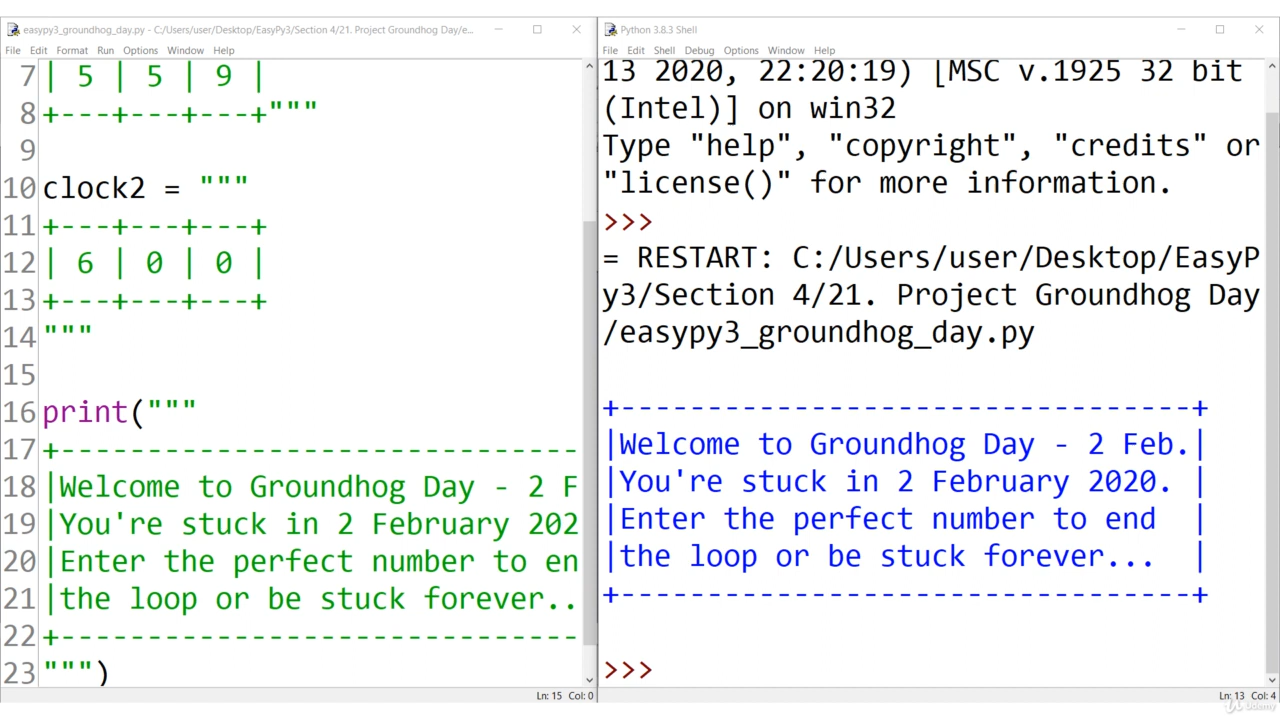 easypy3_groundhog_day.py - C:/Users/user/Desktop/EasyPy3/Section 4/21. Project Groundhog Day/e...
File Edit Format Run Options Window Help
7 | 5 | 5 | 9 |
8 +---+---+---+"""
9
10 clock2 = """
11 +---+---+---+
12 | 6 | 0 | 0 |
13 +---+---+---+
14 """
15
16 print("""
17 +------------------------------
18 |Welcome to Groundhog Day - 2 F
19 |You're stuck in 2 February 202
20 |Enter the perfect number to en
21 |the loop or be stuck forever..
22 +------------------------------
23 """)
Ln: 15 Col: 0
Python 3.8.3 Shell
File Edit Shell Debug Options Window Help
13 2020, 22:20:19) [MSC v.1925 32 bit
(Intel)] on win32
Type "help", "copyright", "credits" or
"license()" for more information.
>>>
= RESTART: C:/Users/user/Desktop/EasyP
y3/Section 4/21. Project Groundhog Day
/easypy3_groundhog_day.py
+---------------------------------+
|Welcome to Groundhog Day - 2 Feb.|
|You're stuck in 2 February 2020. |
|Enter the perfect number to end  |
|the loop or be stuck forever...  |
+---------------------------------+
>>>
Ln: 13 Col: 4
Udemy